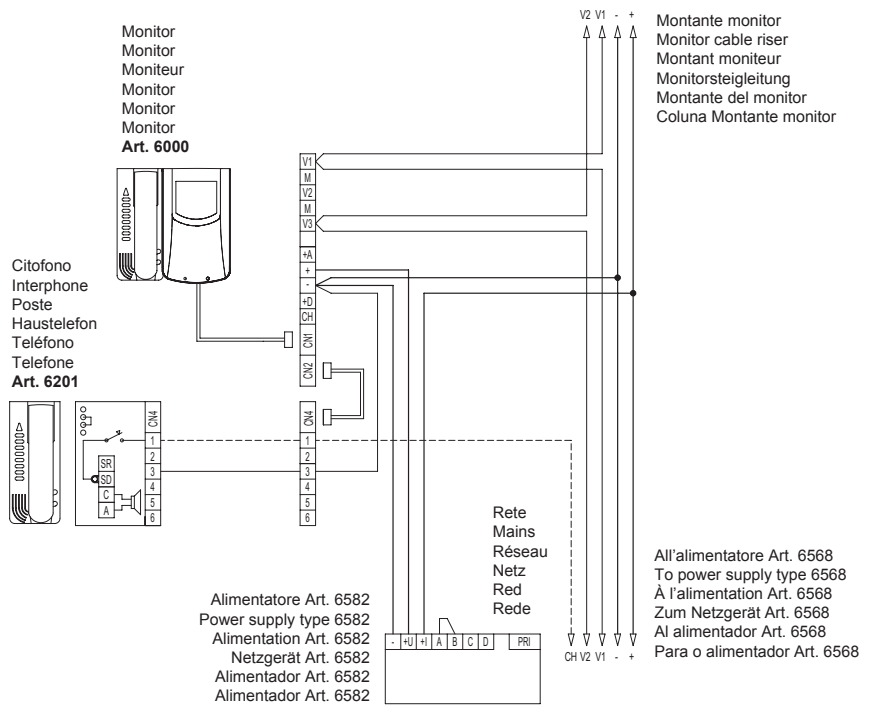 V2 V1 - +
Montante monitor
Monitor cable riser
Montant moniteur
Monitorsteigleitung
Montante del monitor
Coluna Montante monitor
Monitor
Monitor
Moniteur
Monitor
Monitor
Monitor
Art. 6000
V1
M
V2
M
V3
+A
+
-
+D
CH
CN1
CN2
Citofono
Interphone
Poste
Haustelefon
Teléfono
Telefone
Art. 6201
CN4
1
2
3
4
5
6
SR
SD
C
A
CN4
1
2
3
4
5
6
Rete
Mains
Réseau
Netz
Red
Rede
Alimentatore Art. 6582
Power supply type 6582
Alimentation Art. 6582
Netzgerät Art. 6582
Alimentador Art. 6582
Alimentador Art. 6582
- +U +I A B C D PRI
CH V2 V1 - +
All'alimentatore Art. 6568
To power supply type 6568
À l'alimentation Art. 6568
Zum Netzgerät Art. 6568
Al alimentador Art. 6568
Para o alimentador Art. 6568